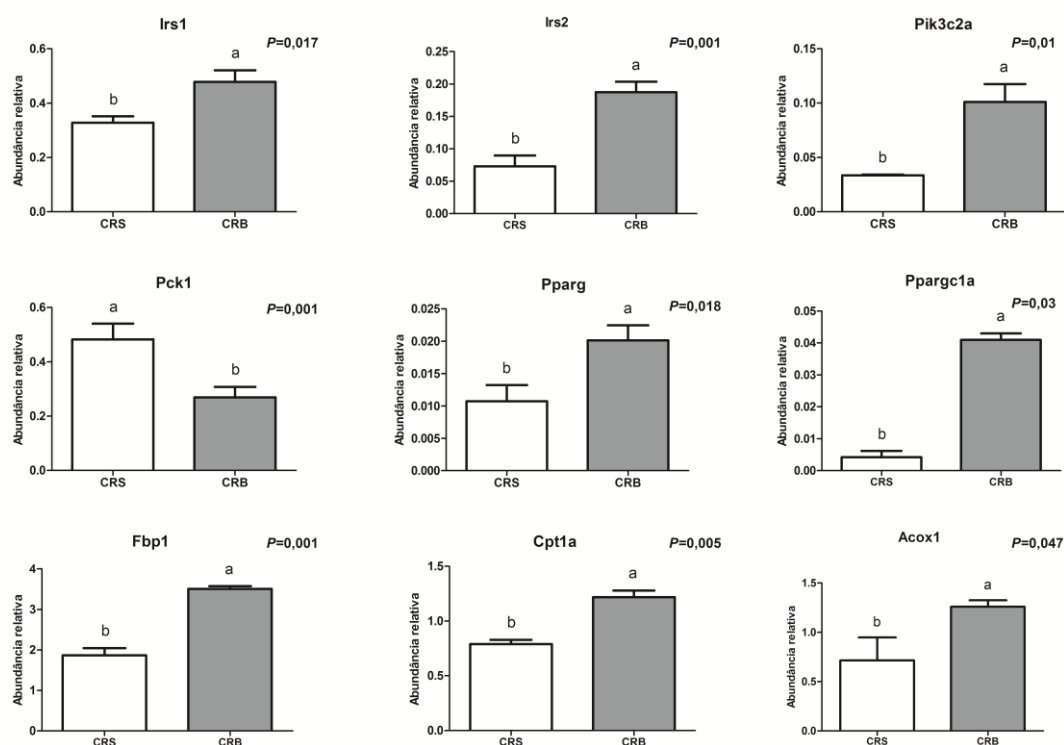 Irs1
P=0,017
Abundância relativa
0.6
0.4
0.2
0.0
b
a
CRS
CRB
Irs2
P=0,001
Abundância relativa
0.25
0.20
0.15
0.10
0.05
0.00
b
a
CRS
CRB
Pik3c2a
P=0,01
Abundância relativa
0.15
0.10
0.05
0.00
b
a
CRS
CRB
Pck1
P=0,001
Abundância relativa
0.6
0.4
0.2
0.0
a
b
CRS
CRB
Pparg
P=0,018
Abundância relativa
0.025
0.020
0.015
0.010
0.005
0.000
b
a
CRS
CRB
Ppargc1a
P=0,03
Abundância relativa
0.05
0.04
0.03
0.02
0.01
0.00
b
a
CRS
CRB
Fbp1
P=0,001
Abundância relativa
4
3
2
1
0
b
a
CRS
CRB
Cpt1a
P=0,005
Abundância relativa
1.5
1.0
0.5
0.0
b
a
CRS
CRB
Acox1
P=0,047
Abundância relativa
1.5
1.0
0.5
0.0
b
a
CRS
CRB